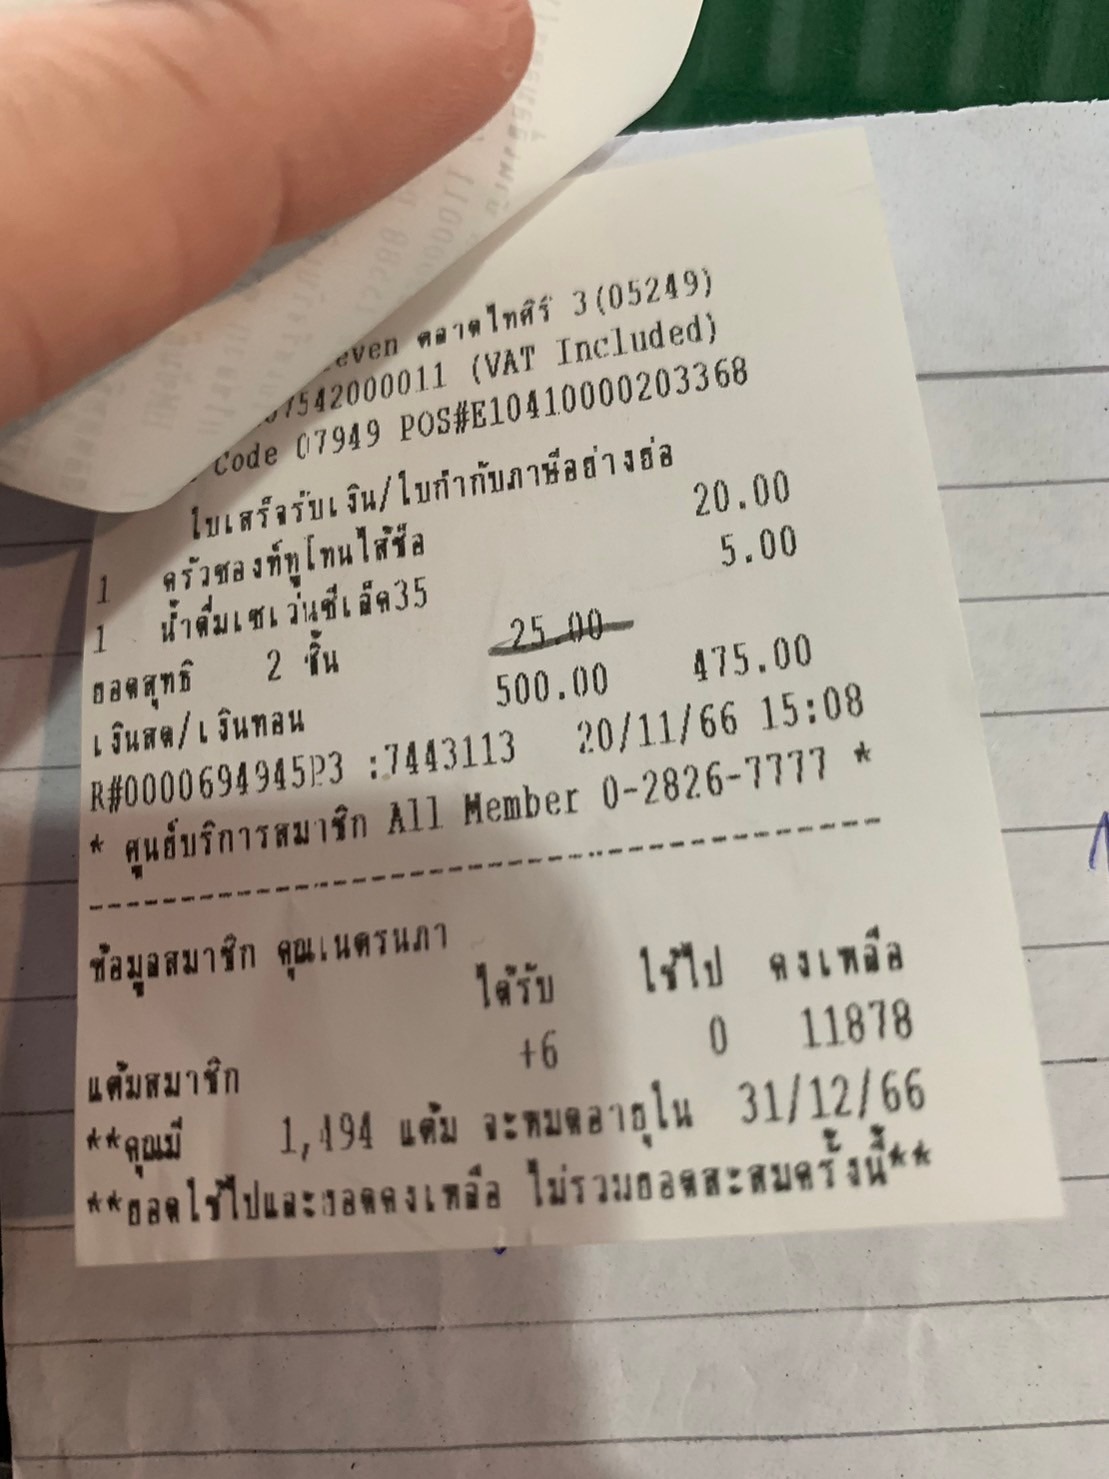 even ตลาดไทศิริ 3(05249)
7542000011 (VAT Included)
Code 07949 POS#E10410000203368
ใบเสร็จรับเงิน/ใบกำกับภาษีอย่างย่อ
1 ครัวซองท์ทูโทนไส้ช็อ 20.00
1 น้ำดื่มเซเว่นซีเล็ค35 5.00
ยอดสุทธิ 2 ชิ้น 25.00
เงินสด/เงินทอน 500.00 475.00
R#0000694945P3 :7443113 20/11/66 15:08
* ศูนย์บริการสมาชิก All Member 0-2826-7777 *
ข้อมูลสมาชิก คุณเนตรนภา
ได้รับ ใช้ไป คงเหลือ
แต้มสมาชิก +6 0 11878
**คุณมี 1,494 แต้ม จะหมดอายุใน 31/12/66
**ยอดใช้ไปและยอดคงเหลือ ไม่รวมยอดสะสมครั้งนี้**